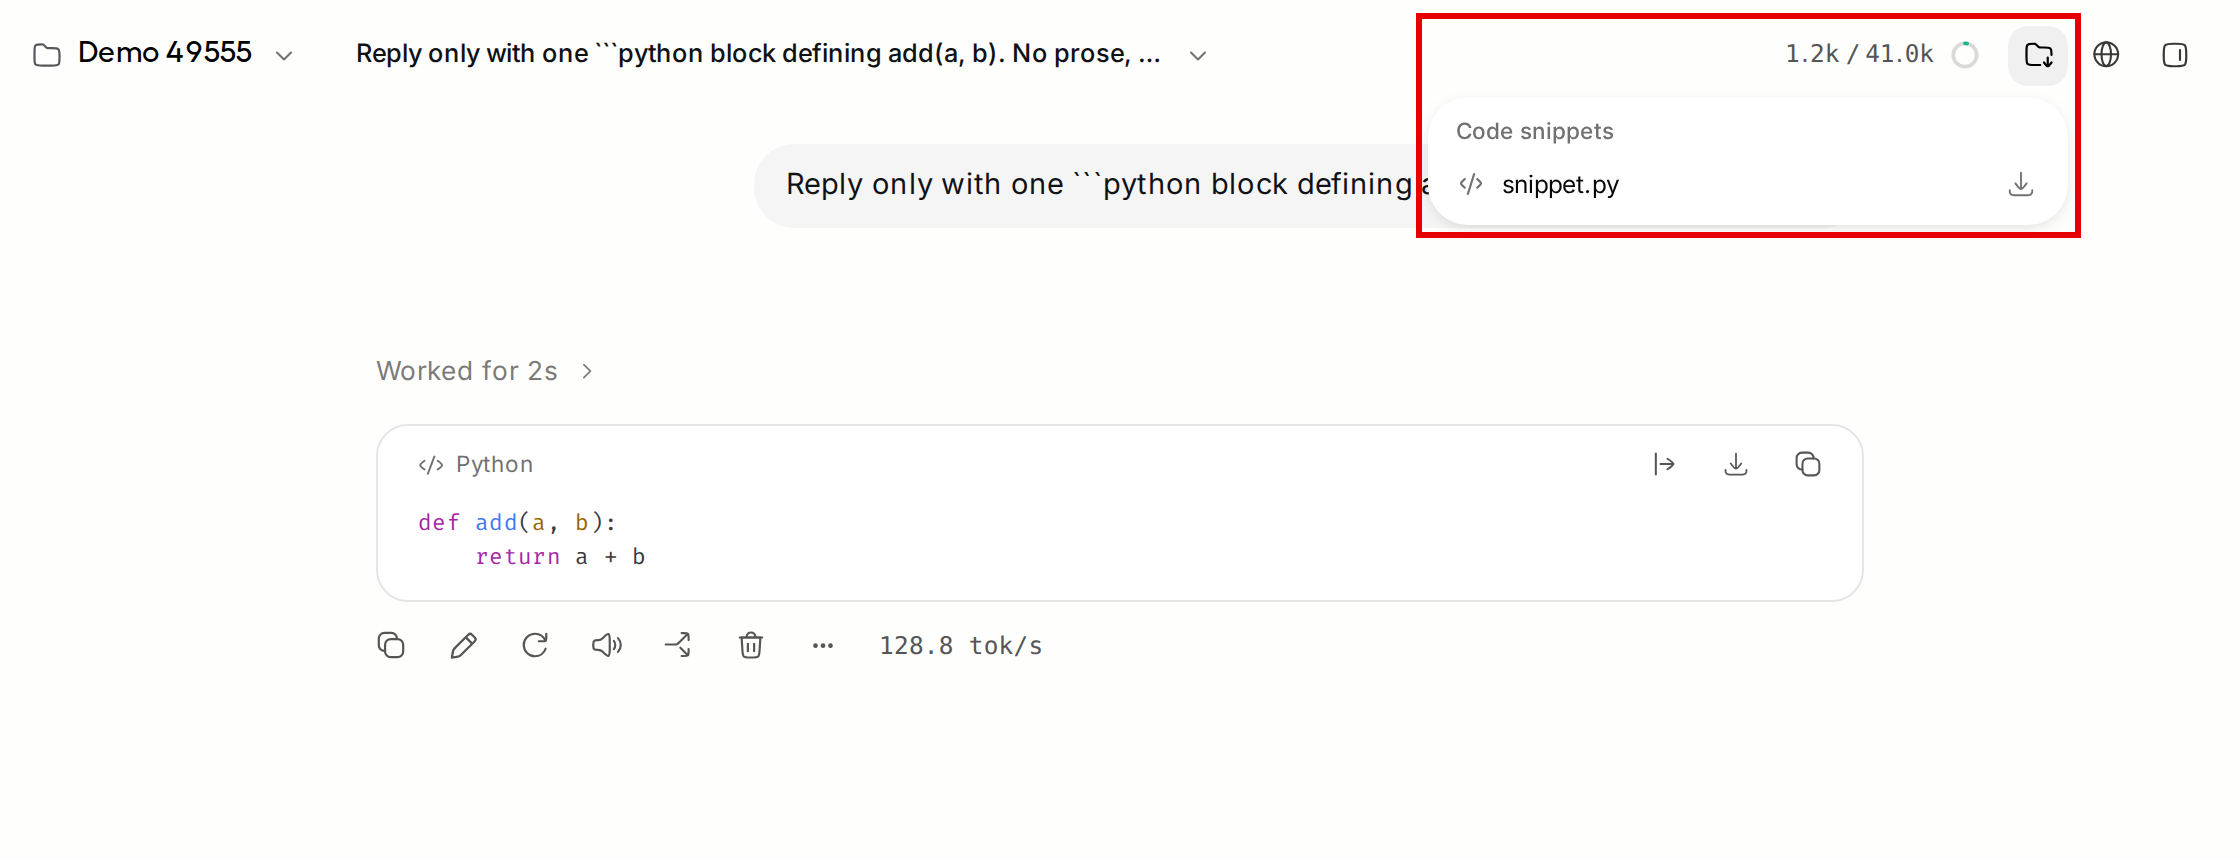 Demo 49555
Reply only with one ```python block defining add(a, b). No prose, ...
1.2k / 41.0k
Code snippets
snippet.py
Reply only with one ```python block defining
Worked for 2s
Python
def add(a, b):
    return a + b
128.8 tok/s